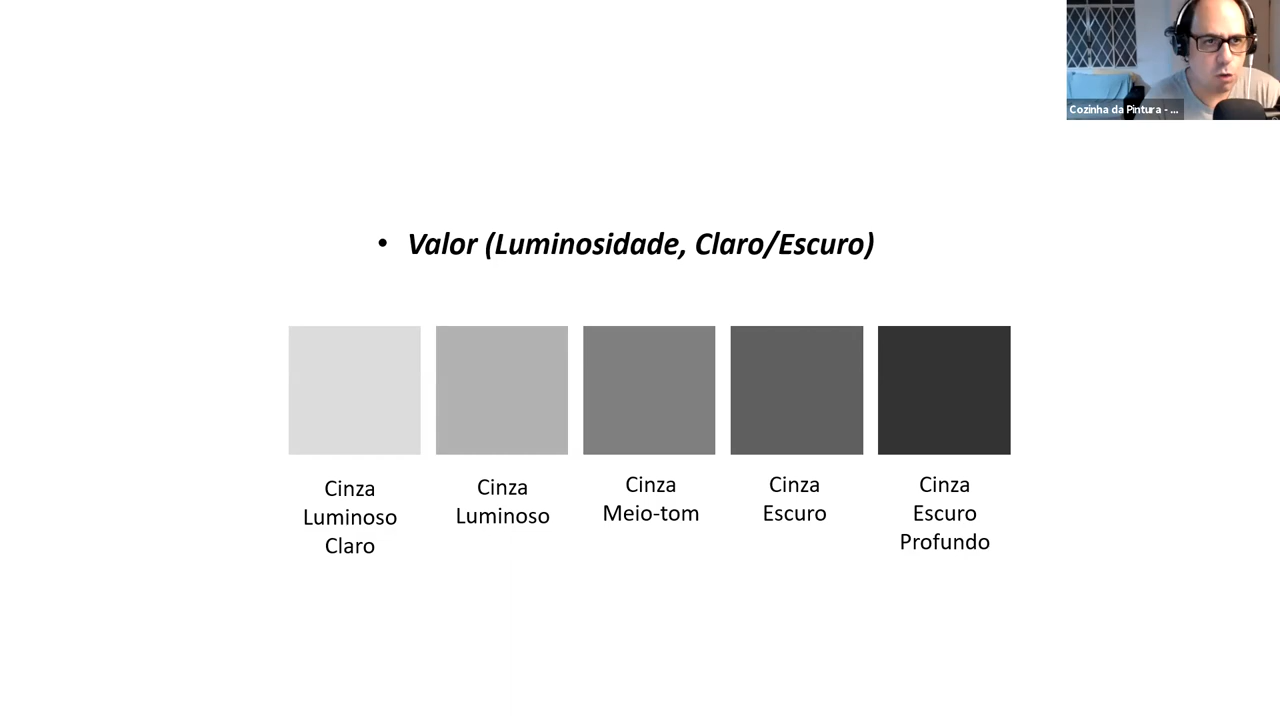 Cozinha da Pintura - ...
• Valor (Luminosidade, Claro/Escuro)
Cinza
Luminoso
Claro
Cinza
Luminoso
Cinza
Meio-tom
Cinza
Escuro
Cinza
Escuro
Profundo